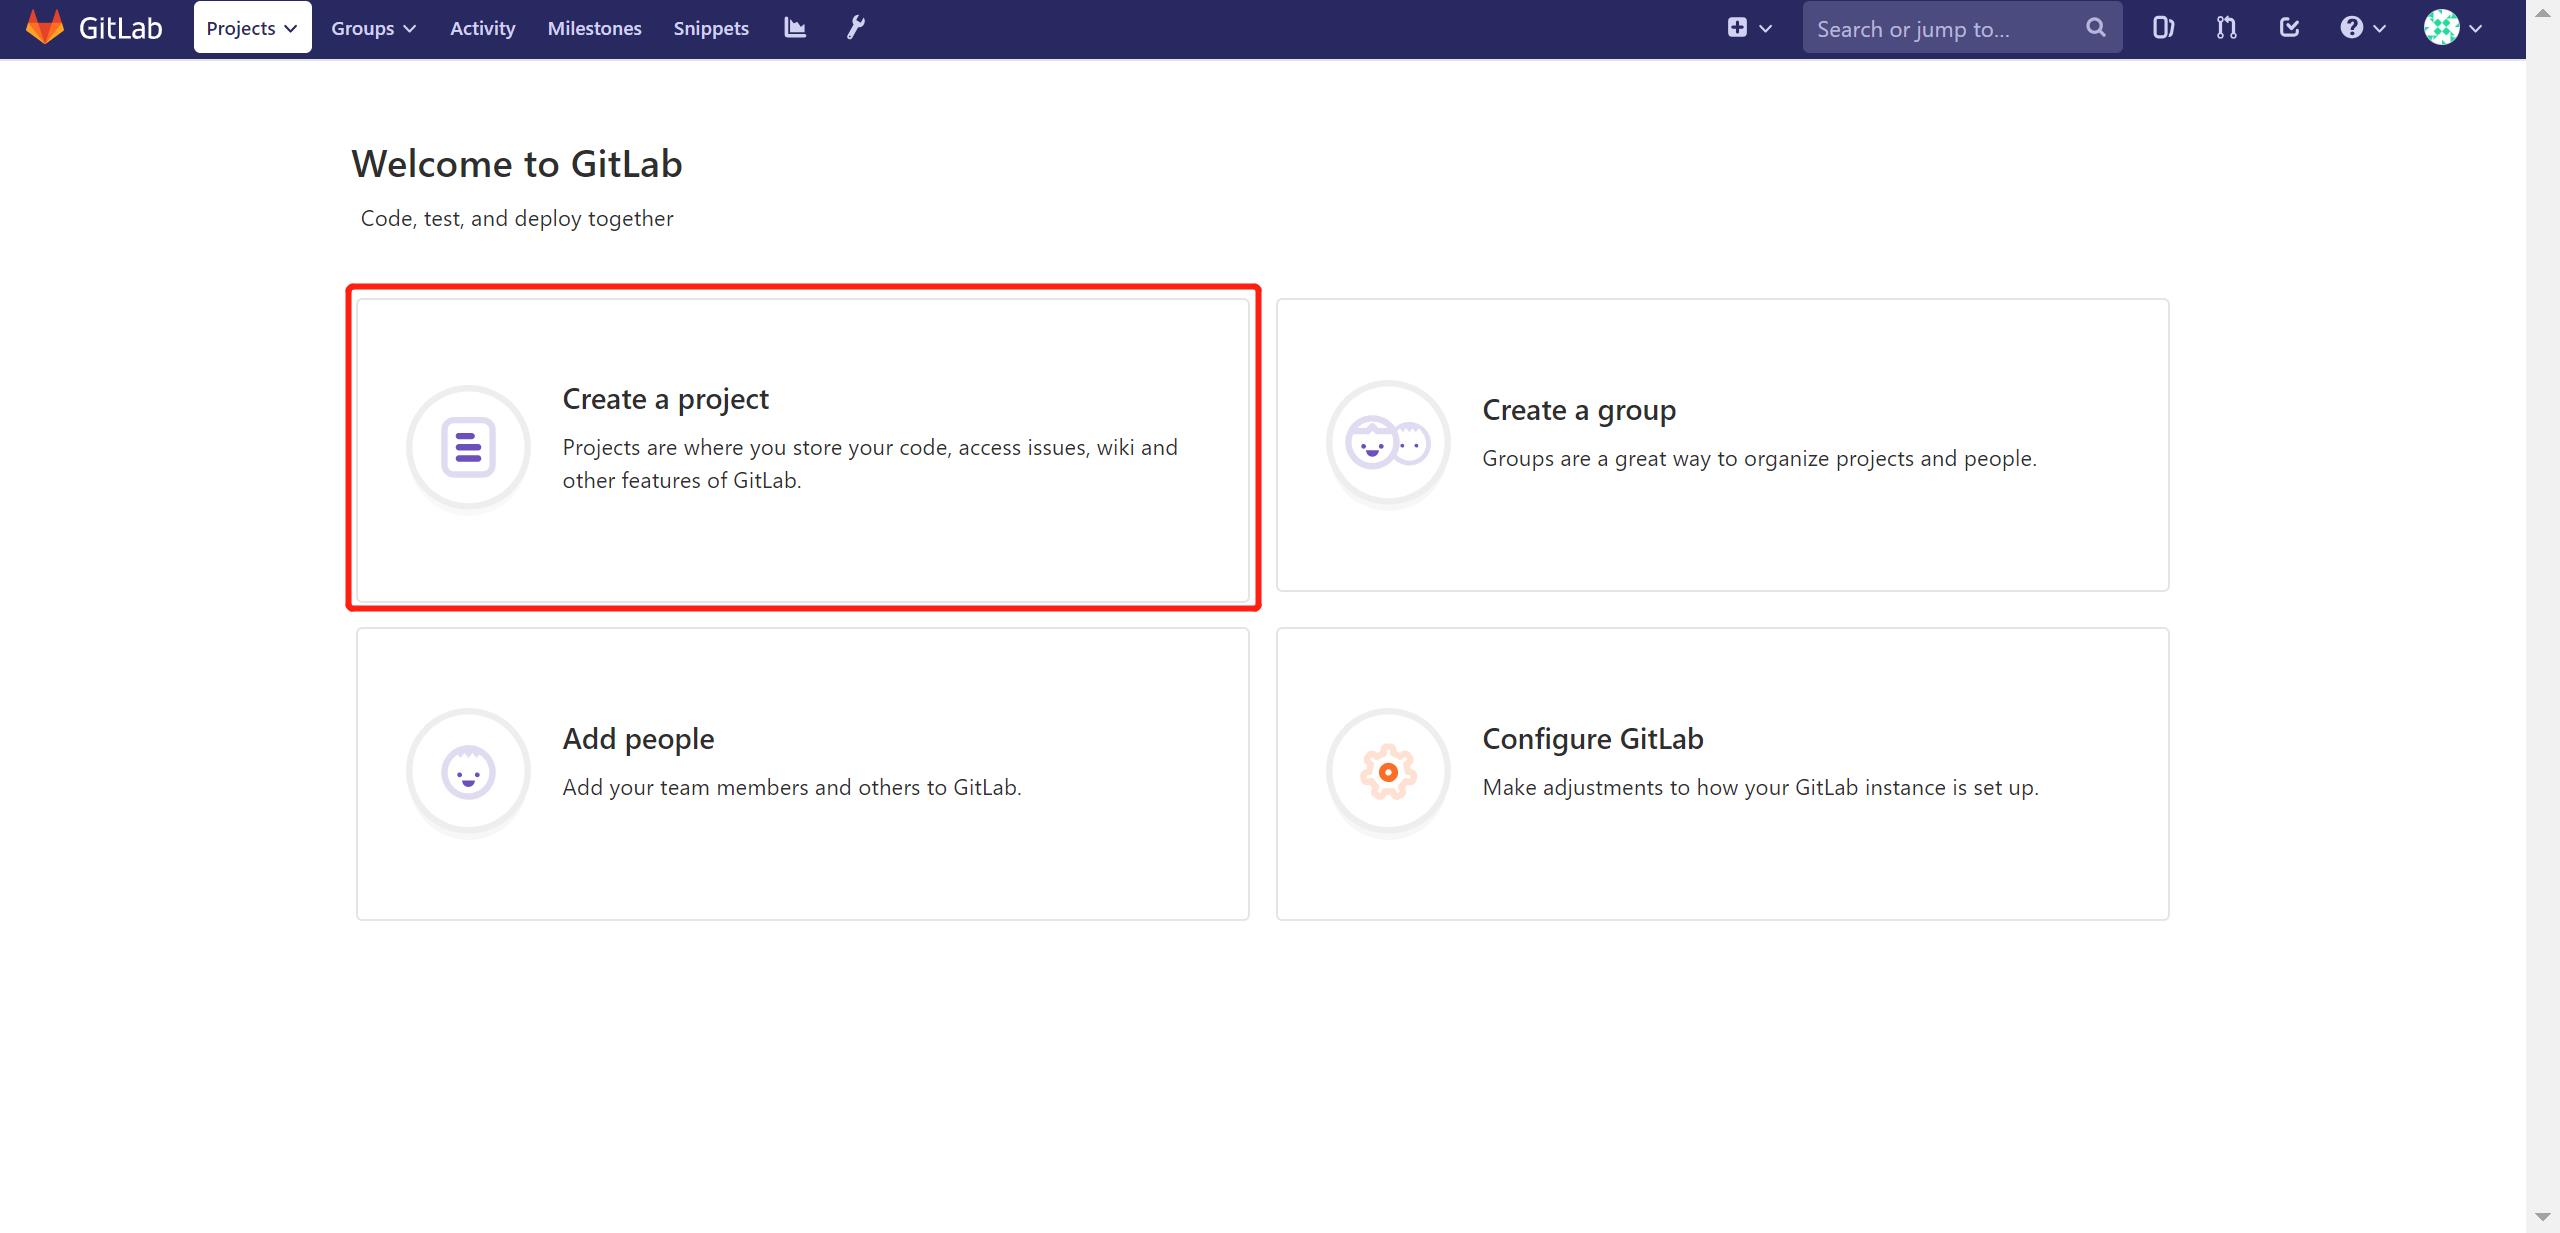 GitLab Projects Groups Activity Milestones Snippets Search or jump to...
Welcome to GitLab
Code, test, and deploy together
Create a project
Projects are where you store your code, access issues, wiki and
other features of GitLab.
Create a group
Groups are a great way to organize projects and people.
Add people
Add your team members and others to GitLab.
Configure GitLab
Make adjustments to how your GitLab instance is set up.